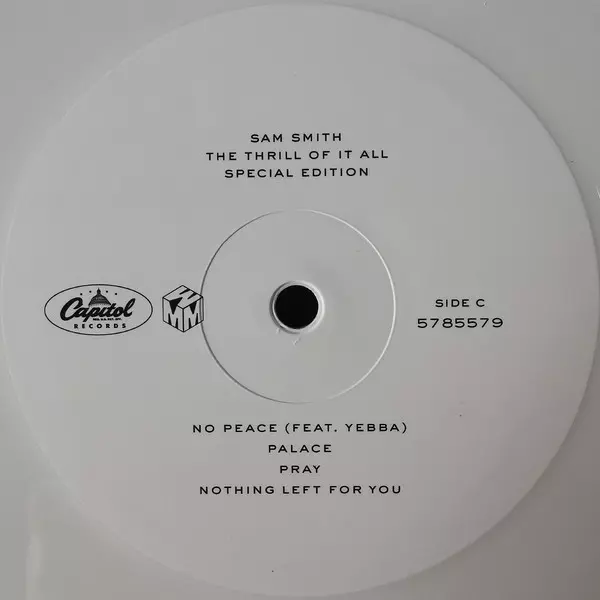 SAM SMITH
THE THRILL OF IT ALL
SPECIAL EDITION
Capitol
RECORDS
MMM
SIDE C
5785579
NO PEACE (FEAT. YEBBA)
PALACE
PRAY
NOTHING LEFT FOR YOU